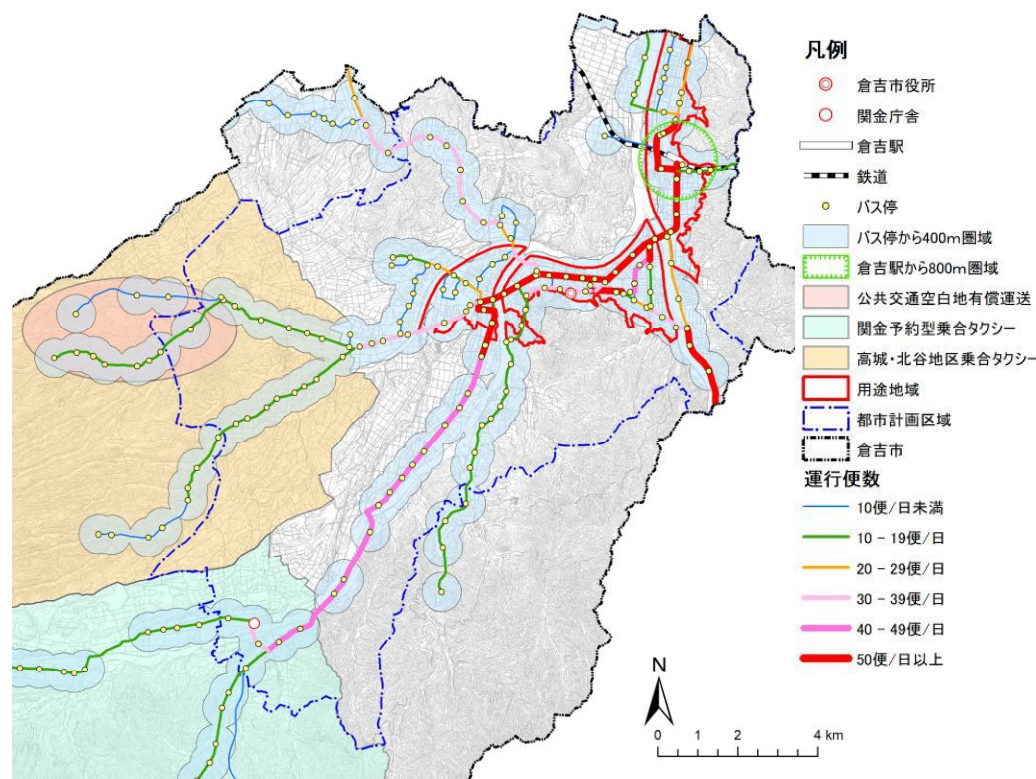 凡例
倉吉市役所
関金庁舎
倉吉駅
鉄道
バス停
バス停から400m圏域
倉吉駅から800m圏域
公共交通空白地有償運送
関金予約型乗合タクシー
高城・北谷地区乗合タクシー
用途地域
都市計画区域
倉吉市
運行便数
10便/日未満
10 - 19便/日
20 - 29便/日
30 - 39便/日
40 - 49便/日
50便/日以上
N
0 1 2 4 km